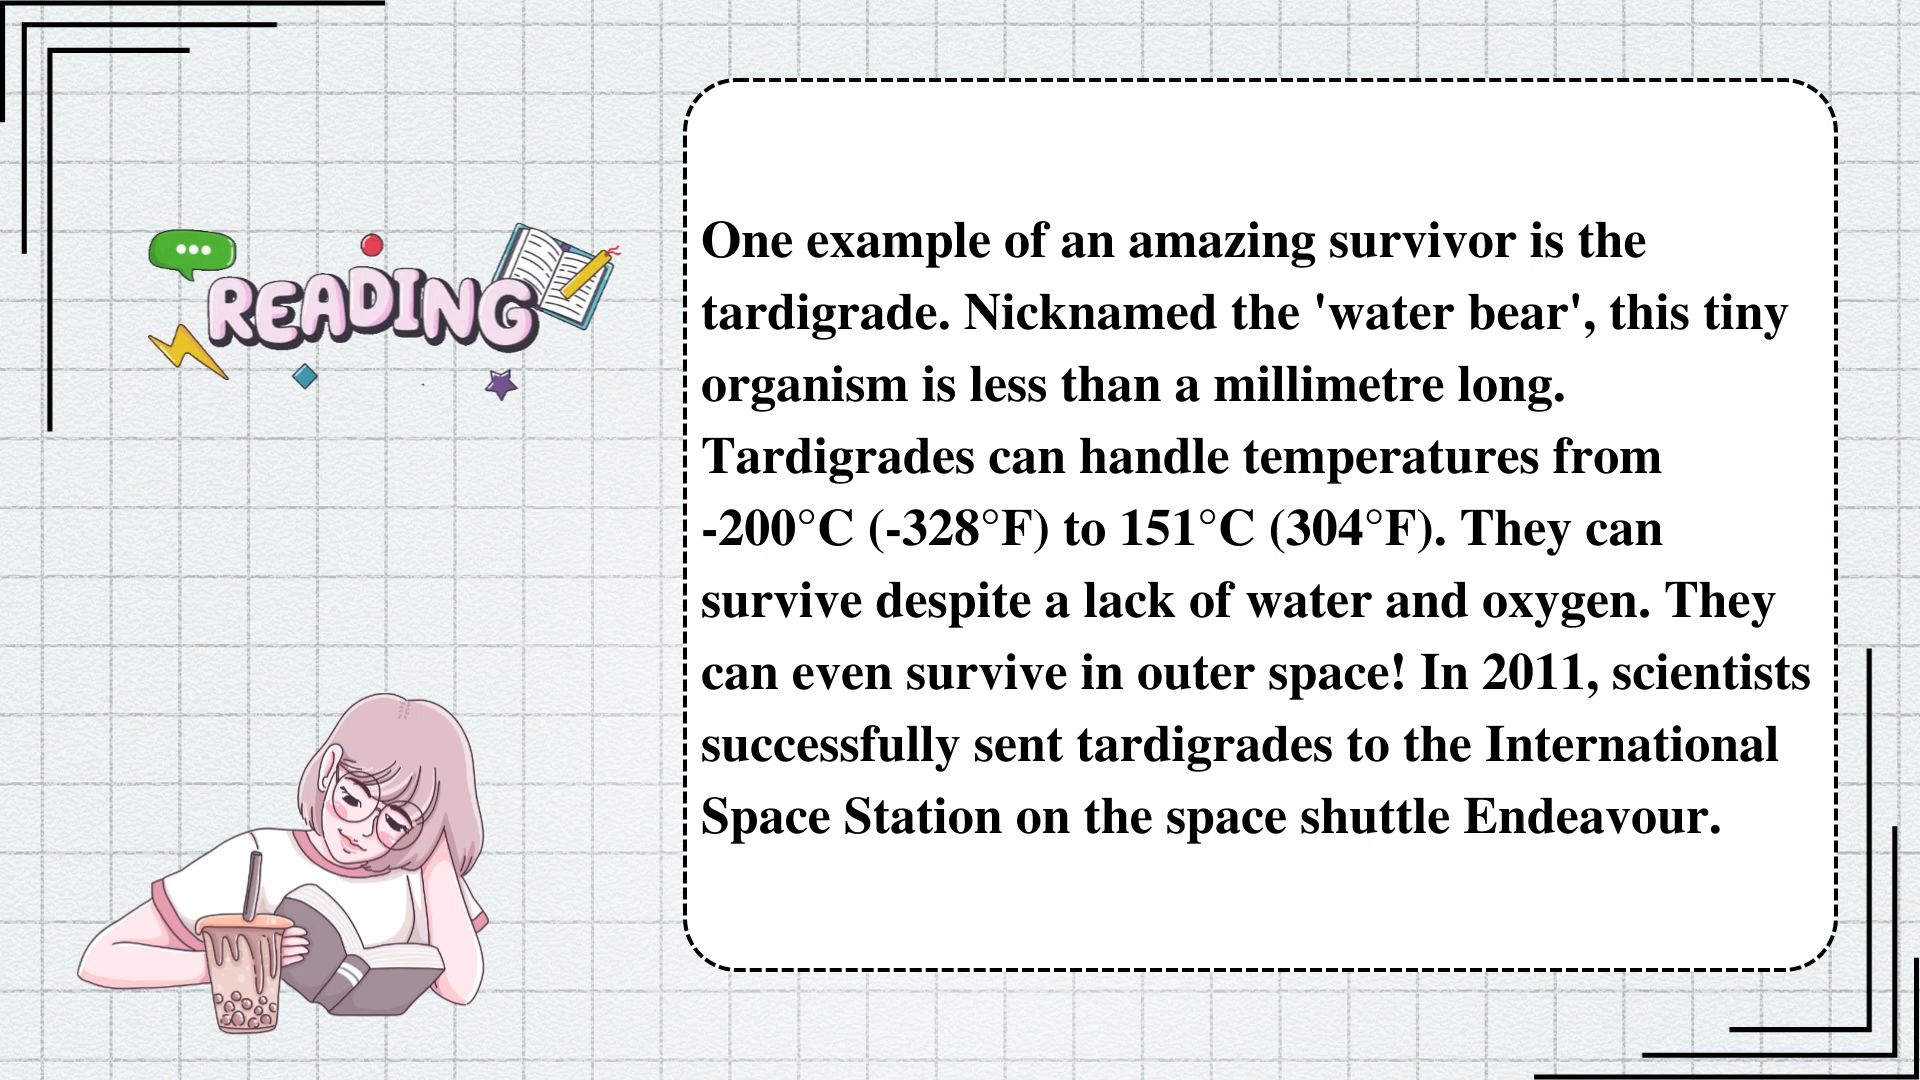 READING
One example of an amazing survivor is the
tardigrade. Nicknamed the 'water bear', this tiny
organism is less than a millimetre long.
Tardigrades can handle temperatures from
-200°C (-328°F) to 151°C (304°F). They can
survive despite a lack of water and oxygen. They
can even survive in outer space! In 2011, scientists
successfully sent tardigrades to the International
Space Station on the space shuttle Endeavour.